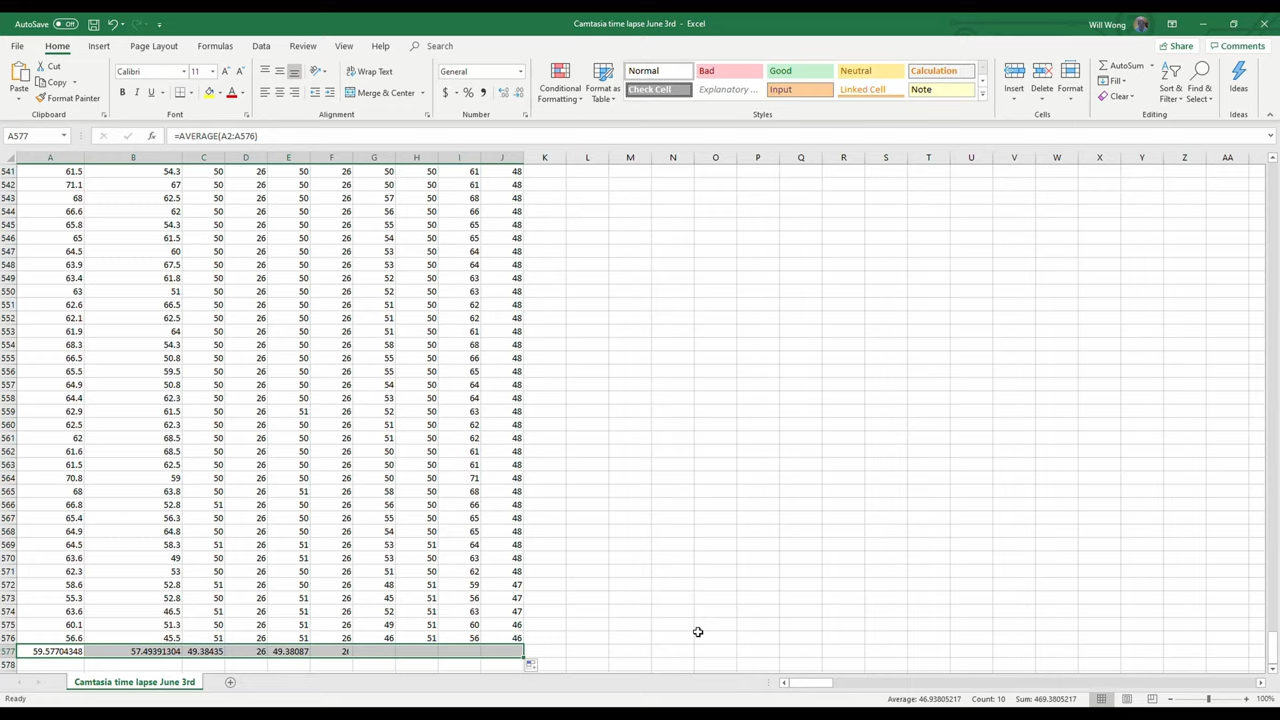 AutoSave Off Camtasia time lapse June 3rd - Excel Will Wong
File Home Insert Page Layout Formulas Data Review View Help Search Share Comments
Paste Cut Copy Format Painter Clipboard
Calibri 11 B I U A A A Font
Wrap Text Merge & Center Alignment
General $ % , Number
Conditional Formatting Format as Table
Normal Bad Good Neutral Calculation
Check Cell Explanatory ... Input Linked Cell Note
Styles
Insert Delete Format Cells
AutoSum Fill Clear Sort & Filter Find & Select Editing
Ideas Ideas
A577 fx =AVERAGE(A2:A576)
A B C D E F G H I J K L M N O P Q R S T U V W X Y Z AA
541 61.5 54.3 50 26 50 26 50 50 61 48
542 71.1 67 50 26 50 26 50 50 61 48
543 68 62.5 50 26 50 26 57 50 68 48
544 66.6 62 50 26 50 26 56 50 66 48
545 65.8 54.3 50 26 50 26 55 50 65 48
546 65 61.5 50 26 50 26 54 50 65 48
547 64.5 60 50 26 50 26 53 50 64 48
548 63.9 67.5 50 26 50 26 53 50 64 48
549 63.4 61.8 50 26 50 26 52 50 63 48
550 63 51 50 26 50 26 52 50 63 48
551 62.6 66.5 50 26 50 26 51 50 62 48
552 62.1 62.5 50 26 50 26 51 50 62 48
553 61.9 64 50 26 50 26 51 50 61 48
554 68.3 54.3 50 26 50 26 58 50 68 48
555 66.5 50.8 50 26 50 26 55 50 66 48
556 65.5 59.5 50 26 50 26 55 50 65 48
557 64.9 50.8 50 26 50 26 54 50 64 48
558 64.4 62.3 50 26 50 26 53 50 64 48
559 62.9 61.5 50 26 51 26 52 50 63 48
560 62.5 62.3 50 26 50 26 51 50 62 48
561 62 68.5 50 26 50 26 51 50 62 48
562 61.6 68.5 50 26 50 26 50 50 61 48
563 61.5 62.5 50 26 50 26 50 50 61 48
564 70.8 59 50 26 50 26 50 50 71 48
565 68 63.8 50 26 51 26 58 50 68 48
566 66.8 52.8 51 26 50 26 56 50 66 48
567 65.4 56.3 50 26 50 26 55 50 65 48
568 64.9 64.8 50 26 50 26 54 50 65 48
569 64.5 58.3 51 26 51 26 53 51 64 48
570 63.6 49 50 26 51 26 53 50 63 48
571 62.3 53 50 26 50 26 51 50 62 48
572 58.6 52.8 51 26 50 26 48 51 59 47
573 55.3 52.8 50 26 51 26 45 51 56 47
574 63.6 46.5 51 26 51 26 52 51 63 47
575 60.1 51.3 50 26 51 26 49 51 60 46
576 56.6 45.5 51 26 51 26 46 51 56 46
577 59.57704348 57.49391304 49.38435 26 49.38087
578
Camtasia time lapse June 3rd
Ready Average: 46.93805217 Count: 10 Sum: 469.3805217 100%